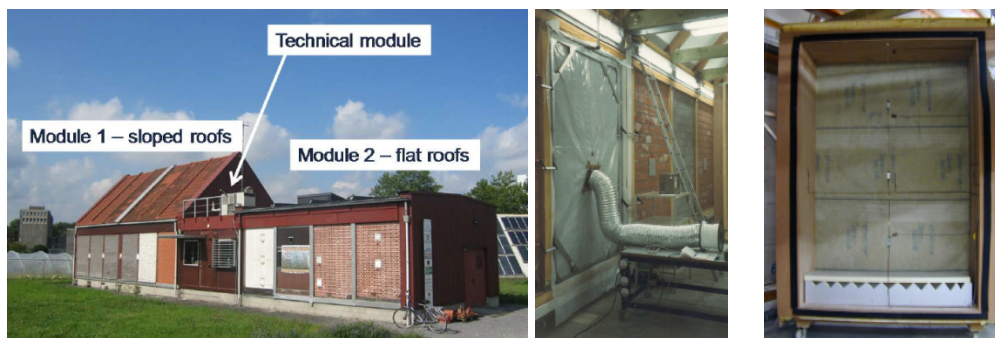 Technical module
Module 1 – sloped roofs
Module 2 – flat roofs